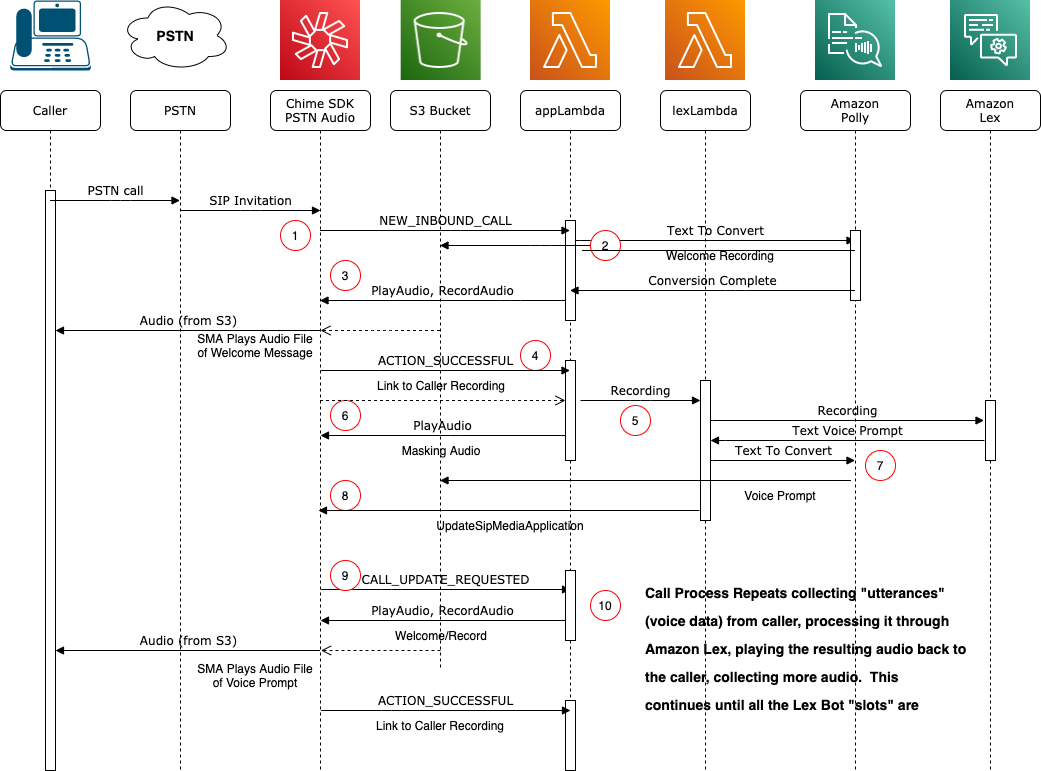 PSTN
Caller
PSTN
Chime SDK
PSTN Audio
S3 Bucket
appLambda
lexLambda
Amazon
Polly
Amazon
Lex
PSTN call
SIP Invitation
1
NEW_INBOUND_CALL
Text To Convert
2
Welcome Recording
3
Conversion Complete
PlayAudio, RecordAudio
Audio (from S3)
SMA Plays Audio File
of Welcome Message
ACTION_SUCCESSFUL
4
Link to Caller Recording
Recording
5
6
Recording
PlayAudio
Text Voice Prompt
Masking Audio
Text To Convert
7
8
Voice Prompt
UpdateSipMediaApplication
9
CALL_UPDATE_REQUESTED
10
PlayAudio, RecordAudio
Welcome/Record
Audio (from S3)
SMA Plays Audio File
of Voice Prompt
ACTION_SUCCESSFUL
Link to Caller Recording
Call Process Repeats collecting "utterances"
(voice data) from caller, processing it through
Amazon Lex, playing the resulting audio back to
the caller, collecting more audio. This
continues until all the Lex Bot "slots" are